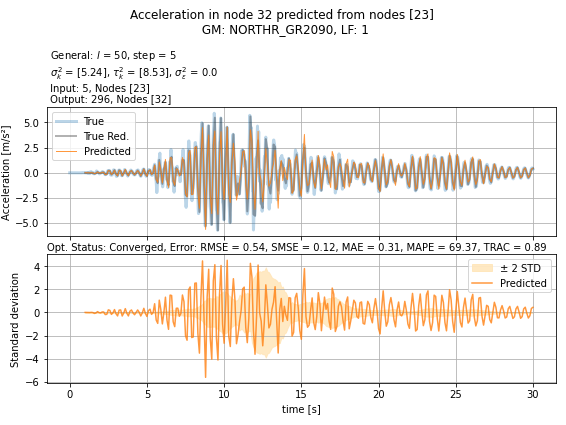 Acceleration in node 32 predicted from nodes [23]
GM: NORTHR_GR2090, LF: 1
General: l = 50, step = 5
σ²ₖ = [5.24], τ²ₖ = [8.53], σ²ε = 0.0
Input: 5, Nodes [23]
Output: 296, Nodes [32]
True
True Red.
Predicted
5.0
2.5
0.0
−2.5
−5.0
Acceleration [m/s²]
Opt. Status: Converged, Error: RMSE = 0.54, SMSE = 0.12, MAE = 0.31, MAPE = 69.37, TRAC = 0.89
± 2 STD
Predicted
4
2
0
−2
−4
−6
Standard deviation
0 5 10 15 20 25 30
time [s]